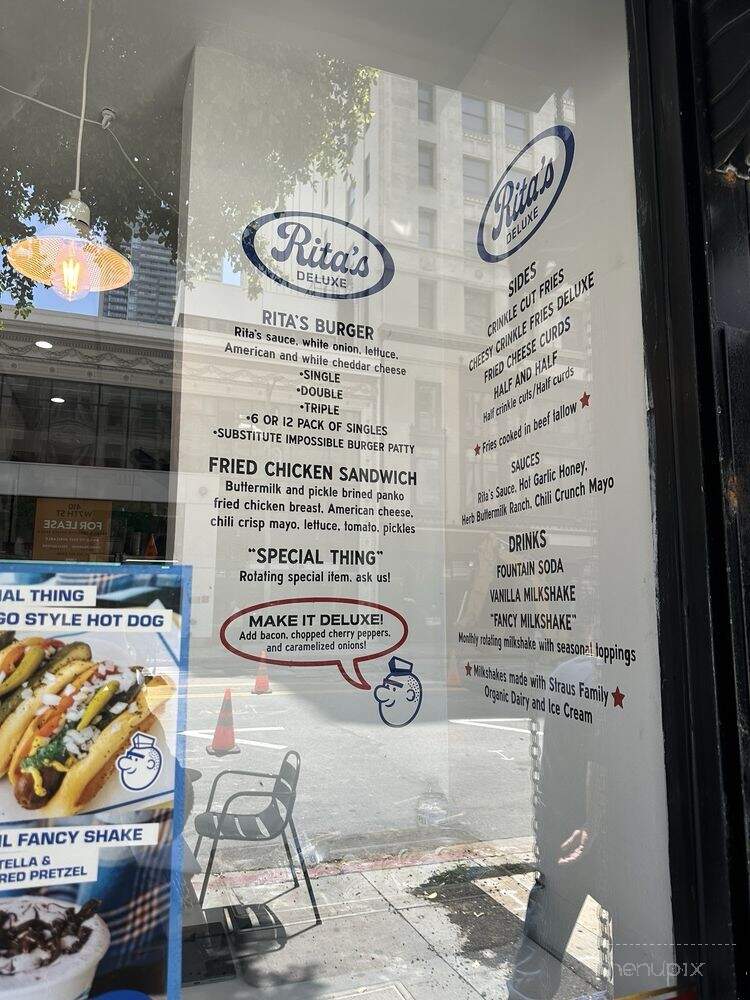 Rita's
DELUXE
RITA'S BURGER
Rita's sauce, white onion, lettuce,
American and white cheddar cheese
•SINGLE
•DOUBLE
•TRIPLE
•6 OR 12 PACK OF SINGLES
•SUBSTITUTE IMPOSSIBLE BURGER PATTY
FRIED CHICKEN SANDWICH
Buttermilk and pickle brined panko
fried chicken breast, American cheese,
chili crisp mayo, lettuce, tomato, pickles
"SPECIAL THING"
Rotating special item, ask us!
MAKE IT DELUXE!
Add bacon, chopped cherry peppers,
and caramelized onions!
Rita's
DELUXE
SIDES
CRINKLE CUT FRIES
CHEESY CRINKLE FRIES DELUXE
FRIED CHEESE CURDS
HALF AND HALF
Half crinkle cuts/Half curds
★ Fries cooked in beef tallow ★
SAUCES
Rita's Sauce, Hot Garlic Honey,
Herb Buttermilk Ranch, Chili Crunch Mayo
DRINKS
FOUNTAIN SODA
VANILLA MILKSHAKE
"FANCY MILKSHAKE"
Monthly rotating milkshake with seasonal toppings
★ Milkshakes made with Straus Family ★
Organic Dairy and Ice Cream
410
W 7TH ST
FOR LEASE
IAL THING
GO STYLE HOT DOG
IL FANCY SHAKE
TELLA &
RED PRETZEL
menupix